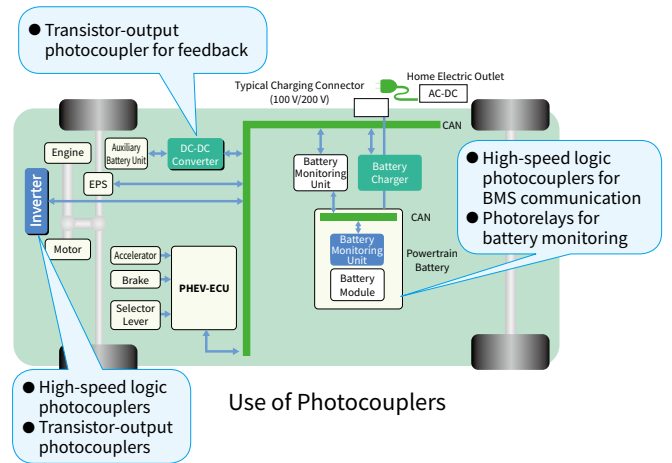 ● Transistor-output
photocoupler for feedback
Typical Charging Connector
(100 V/200 V)
Home Electric Outlet
AC-DC
CAN
Engine
Auxiliary
Battery Unit
DC-DC
Converter
EPS
Inverter
Motor
Battery
Monitoring
Unit
Battery
Charger
● High-speed logic
photocouplers for
BMS communication
● Photorelays for
battery monitoring
CAN
Battery
Monitoring
Unit
Battery
Module
Powertrain
Battery
Accelerator
Brake
Selector
Lever
PHEV-ECU
● High-speed logic
photocouplers
● Transistor-output
photocouplers
Use of Photocouplers